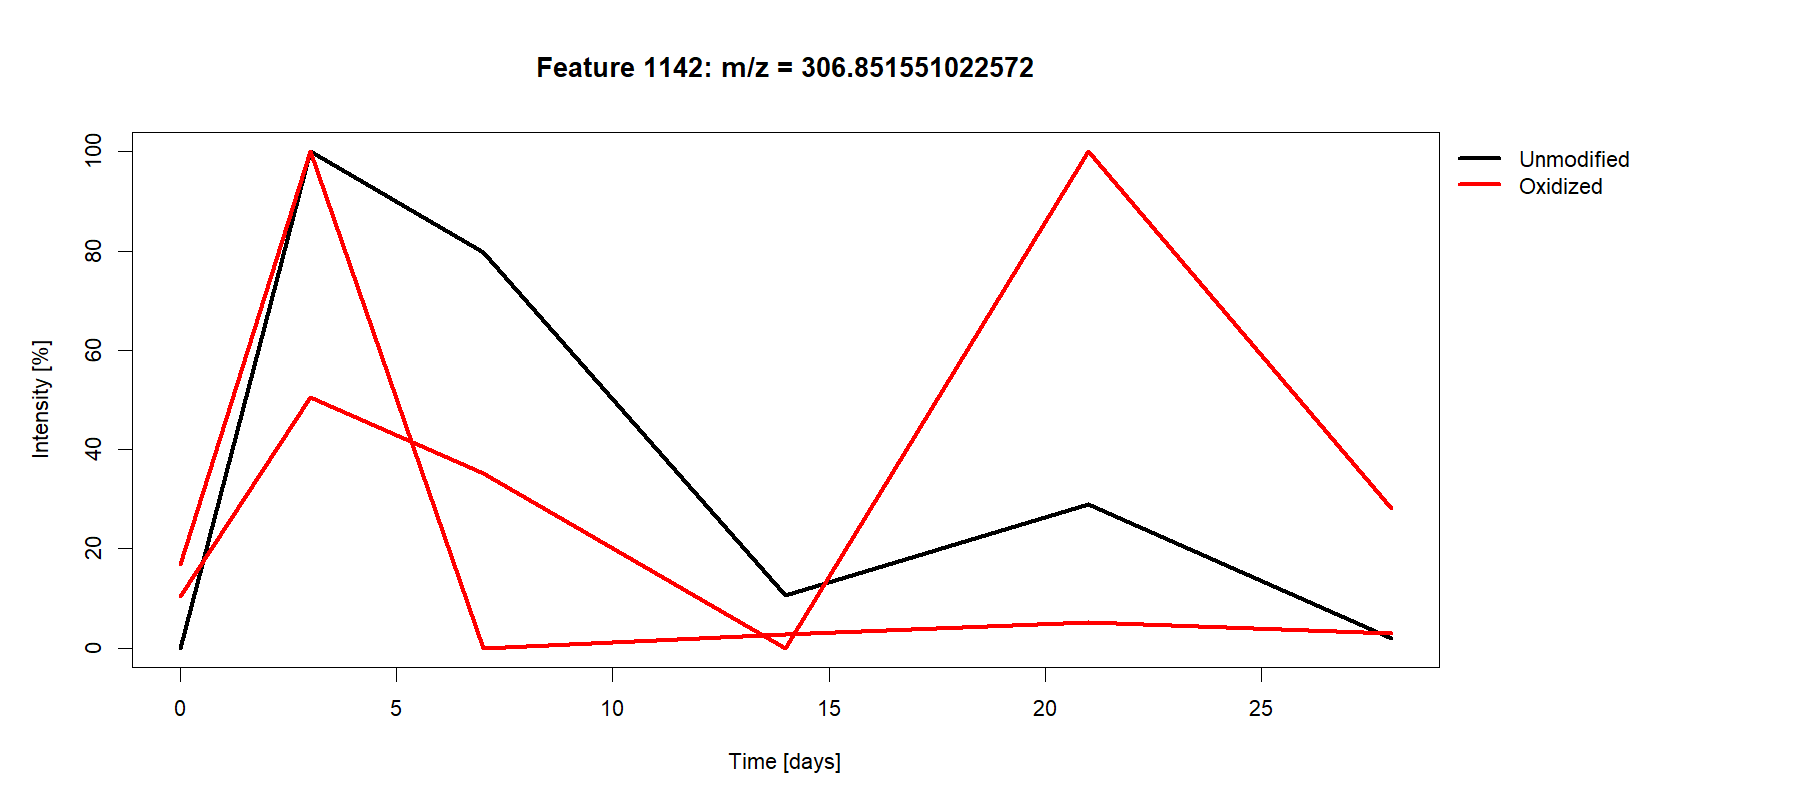 Feature 1142: m/z = 306.851551022572
Unmodified
Oxidized
Intensity [%]
100
80
60
40
20
0
0 5 10 15 20 25
Time [days]